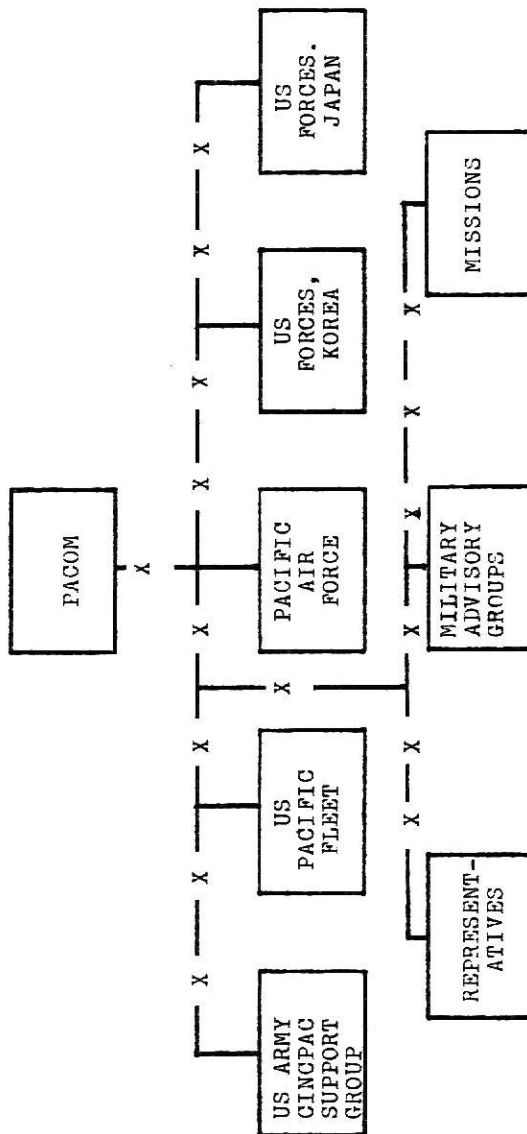 PACOM
X
X X X X X X X X
US ARMY
CINCPAC
SUPPORT
GROUP
US
PACIFIC
FLEET
PACIFIC
AIR
FORCE
US
FORCES,
KOREA
US
FORCES.
JAPAN
X
X X X X X
REPRESENT-
ATIVES
MILITARY
ADVISORY
GROUPS
MISSIONS